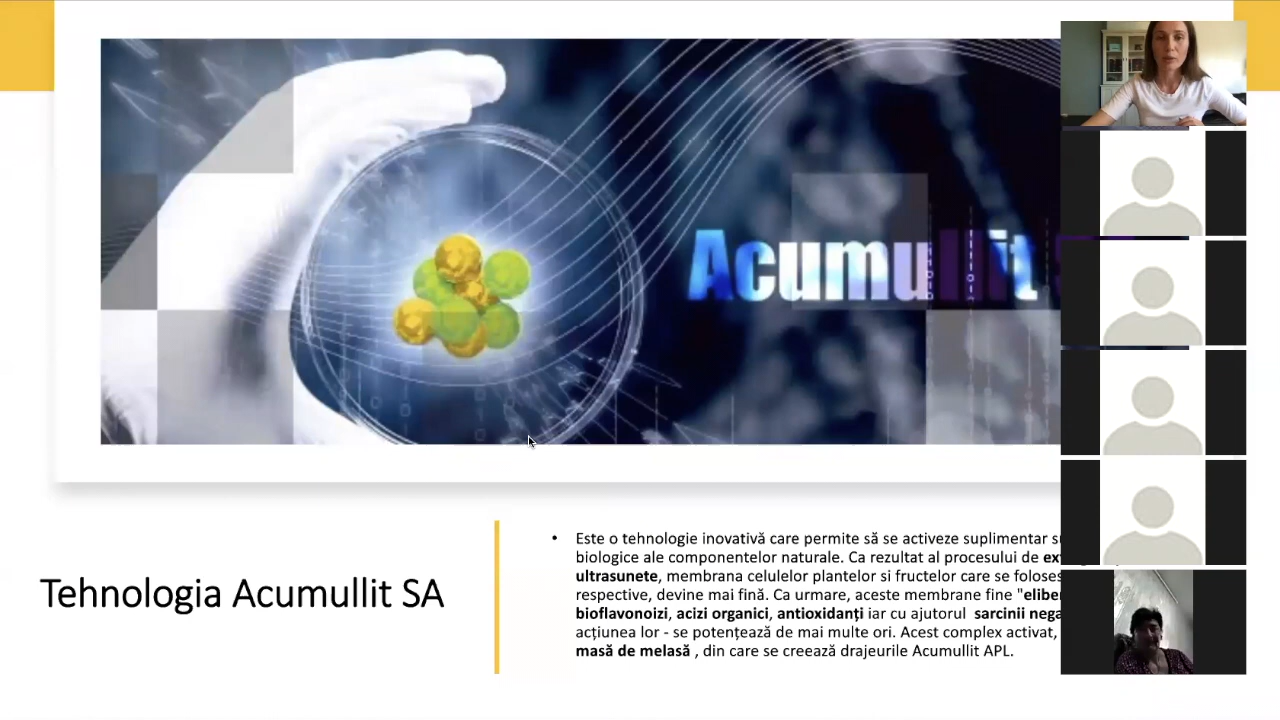 Acumullit
Tehnologia Acumullit SA
• Este o tehnologie inovativă care permite să se activeze suplimentar
biologice ale componentelor naturale. Ca rezultat al procesului de
ultrasunete, membrana celulelor plantelor si fructelor care se
respective, devine mai fină. Ca urmare, aceste membrane fine "
bioflavonoizi, acizi organici, antioxidanți iar cu ajutorul sarcinii
acțiunea lor - se potențează de mai multe ori. Acest complex activat,
masă de melasă , din care se creează drajeurile Acumullit APL.